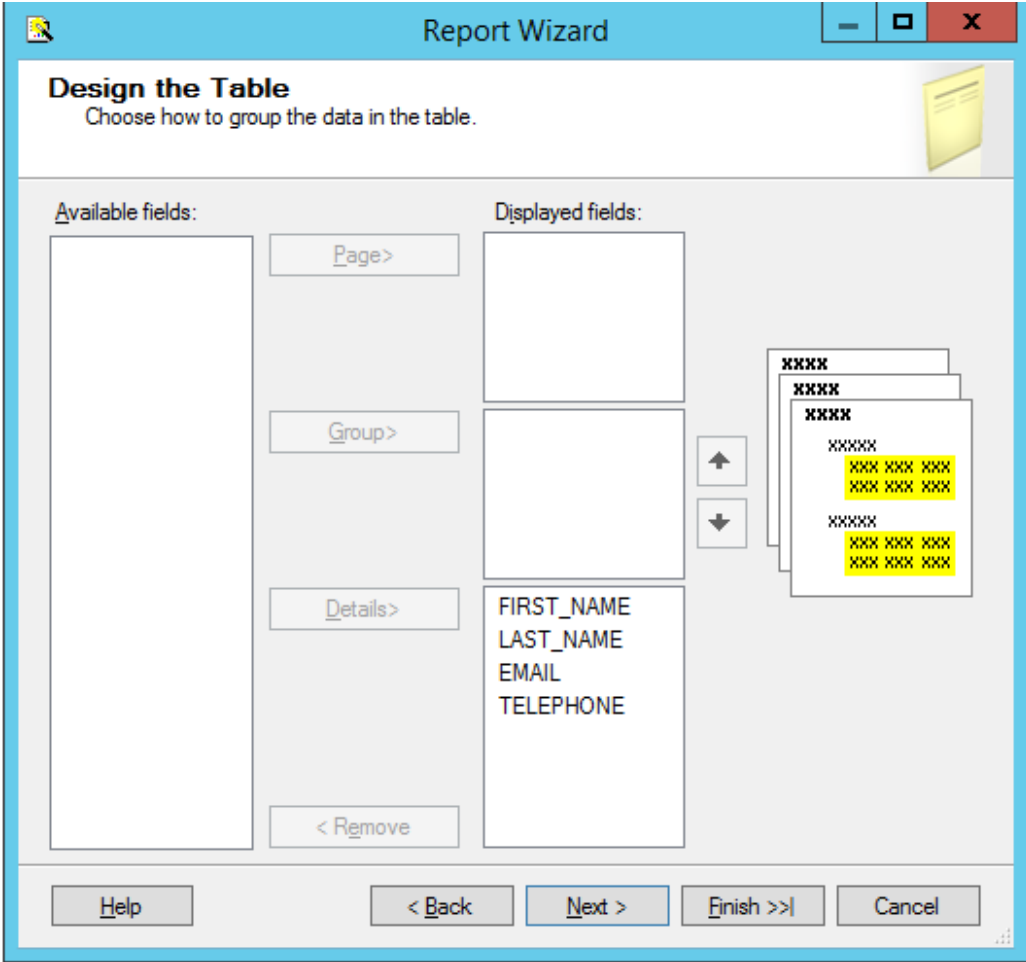 Report Wizard
Design the Table
Choose how to group the data in the table.
Available fields:
Displayed fields:
Page>
Group>
Details>
< Remove
FIRST_NAME
LAST_NAME
EMAIL
TELEPHONE
xxxx
xxxx
xxxx
xxxxx
xxx xxx xxx
xxx xxx xxx
xxxxx
xxx xxx xxx
xxx xxx xxx
Help
< Back
Next >
Finish >>|
Cancel